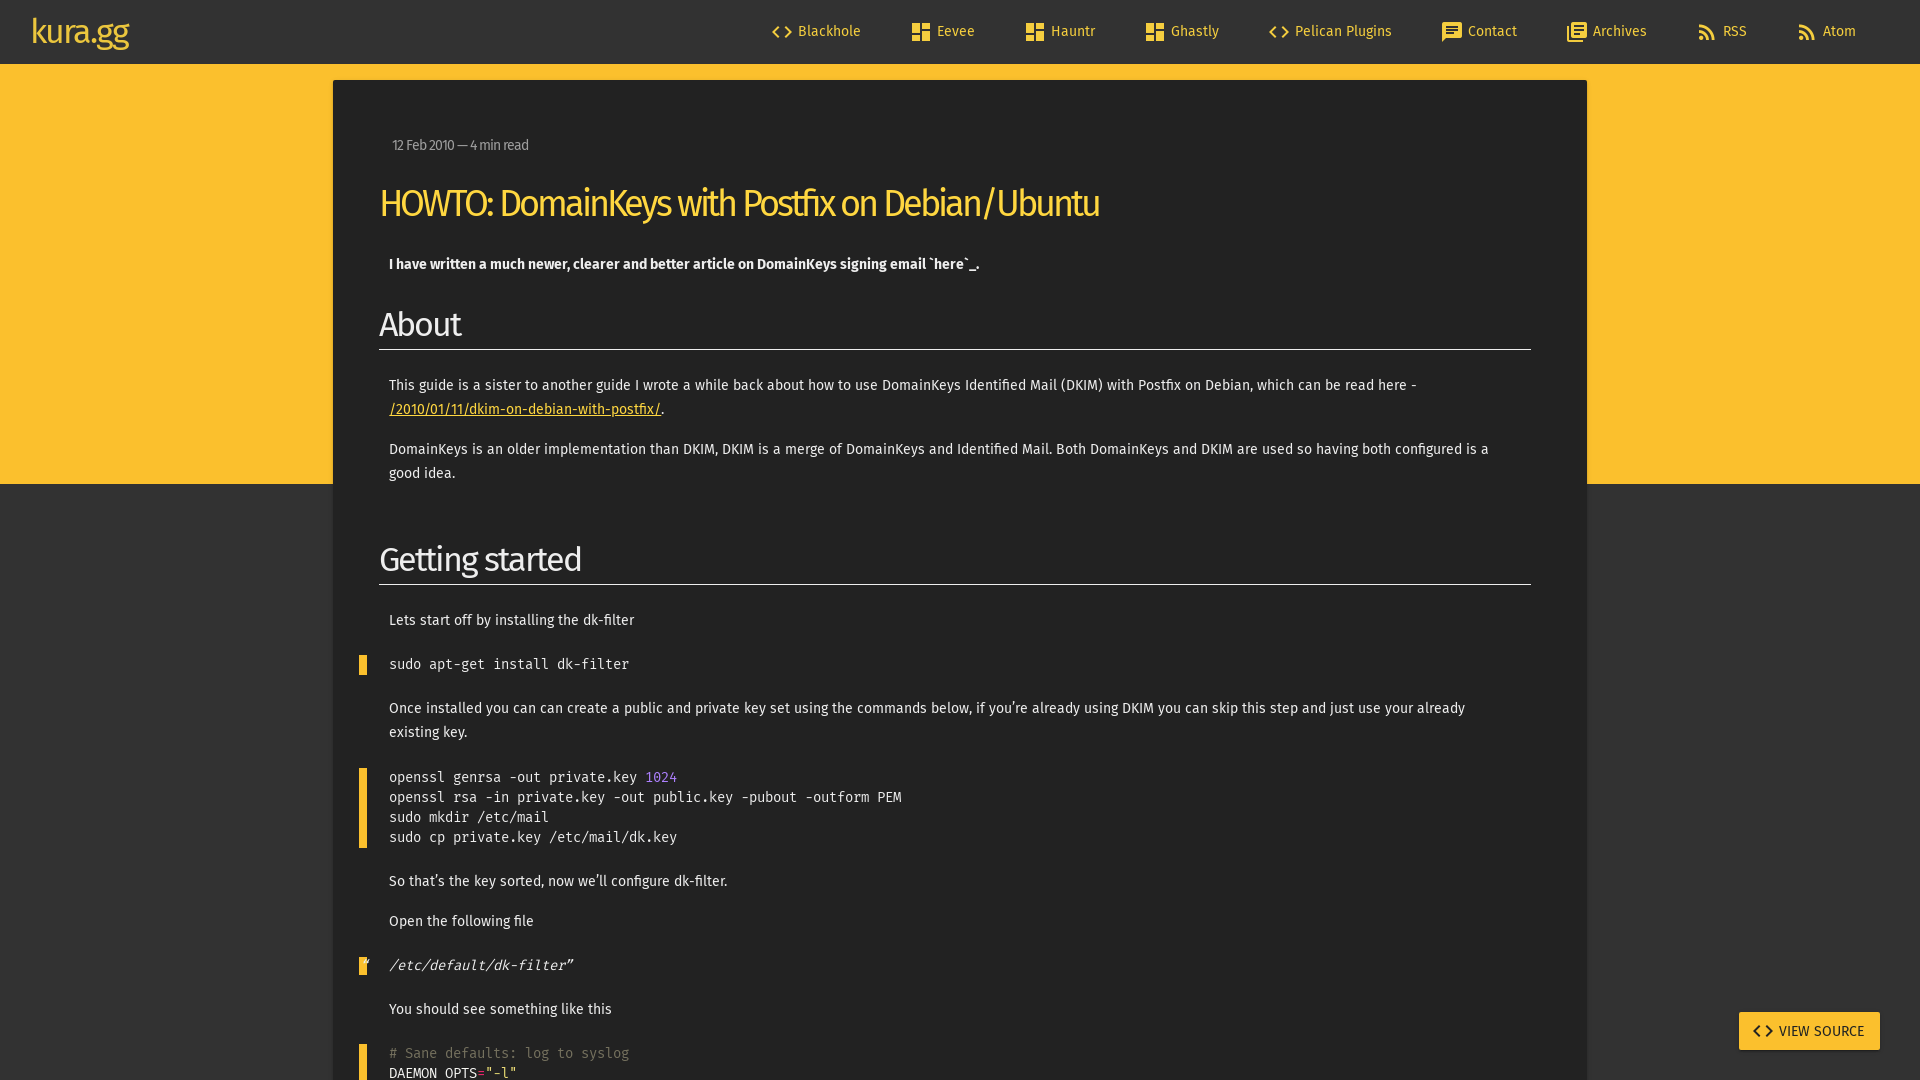 kura.gg
Blackhole
Eevee
Hauntr
Ghastly
Pelican Plugins
Contact
Archives
RSS
Atom
12 Feb 2010 — 4 min read
HOWTO: DomainKeys with Postfix on Debian/Ubuntu
I have written a much newer, clearer and better article on DomainKeys signing email `here`_.
About
This guide is a sister to another guide I wrote a while back about how to use DomainKeys Identified Mail (DKIM) with Postfix on Debian, which can be read here -
/2010/01/11/dkim-on-debian-with-postfix/.
DomainKeys is an older implementation than DKIM, DKIM is a merge of DomainKeys and Identified Mail. Both DomainKeys and DKIM are used so having both configured is a
good idea.
Getting started
Lets start off by installing the dk-filter
sudo apt-get install dk-filter
Once installed you can can create a public and private key set using the commands below, if you’re already using DKIM you can skip this step and just use your already
existing key.
openssl genrsa -out private.key 1024
openssl rsa -in private.key -out public.key -pubout -outform PEM
sudo mkdir /etc/mail
sudo cp private.key /etc/mail/dk.key
So that’s the key sorted, now we’ll configure dk-filter.
Open the following file
“/etc/default/dk-filter”
You should see something like this
# Sane defaults: log to syslog
DAEMON_OPTS="-l"
VIEW SOURCE